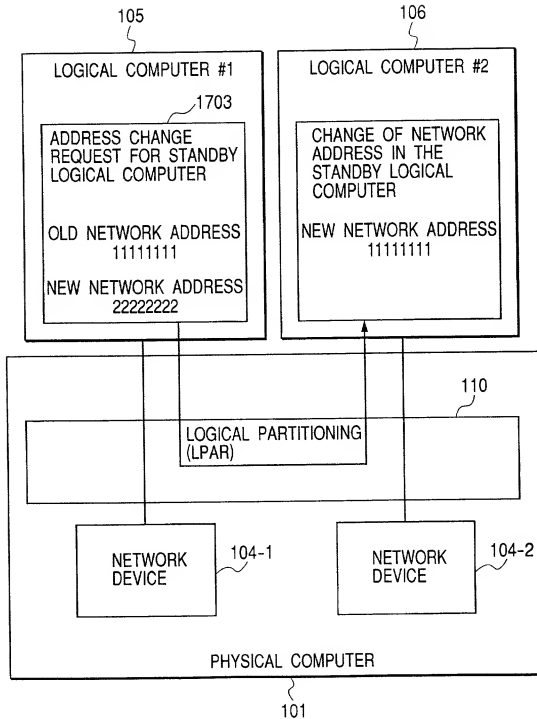 105
106
LOGICAL COMPUTER #1
LOGICAL COMPUTER #2
1703
ADDRESS CHANGE
REQUEST FOR STANDBY
LOGICAL COMPUTER
OLD NETWORK ADDRESS
11111111
NEW NETWORK ADDRESS
22222222
CHANGE OF NETWORK
ADDRESS IN THE
STANDBY LOGICAL
COMPUTER
NEW NETWORK ADDRESS
11111111
110
LOGICAL PARTITIONING
(LPAR)
NETWORK
DEVICE
104-1
NETWORK
DEVICE
104-2
PHYSICAL COMPUTER
101